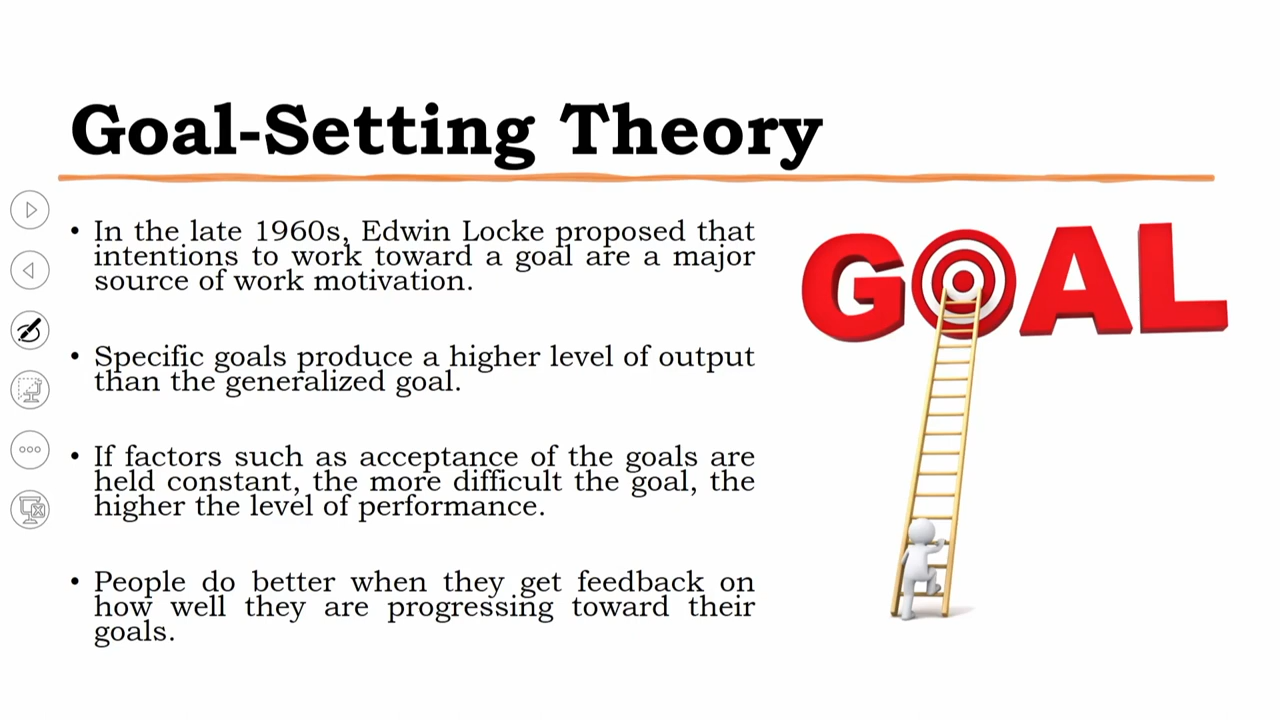 Goal-Setting Theory
• In the late 1960s, Edwin Locke proposed that
intentions to work toward a goal are a major
source of work motivation.
• Specific goals produce a higher level of output
than the generalized goal.
• If factors such as acceptance of the goals are
held constant, the more difficult the goal, the
higher the level of performance.
• People do better when they get feedback on
how well they are progressing toward their
goals.
GOAL